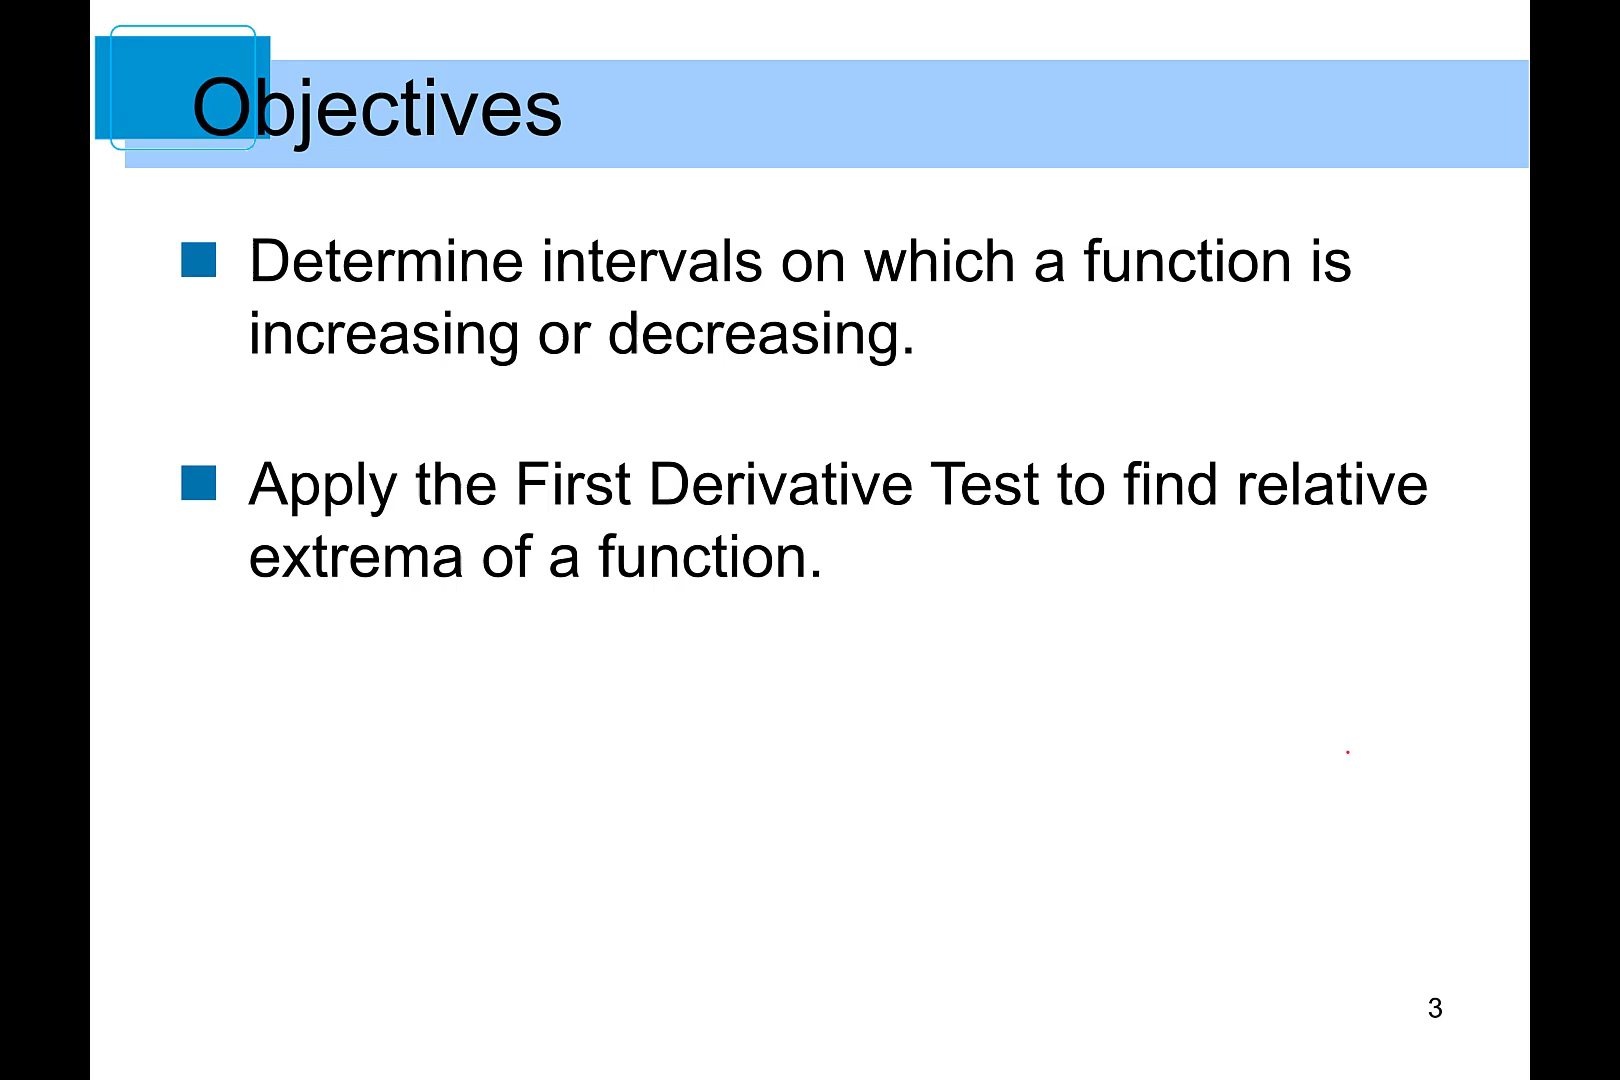 Objectives
Determine intervals on which a function is
increasing or decreasing.
Apply the First Derivative Test to find relative
extrema of a function.
3